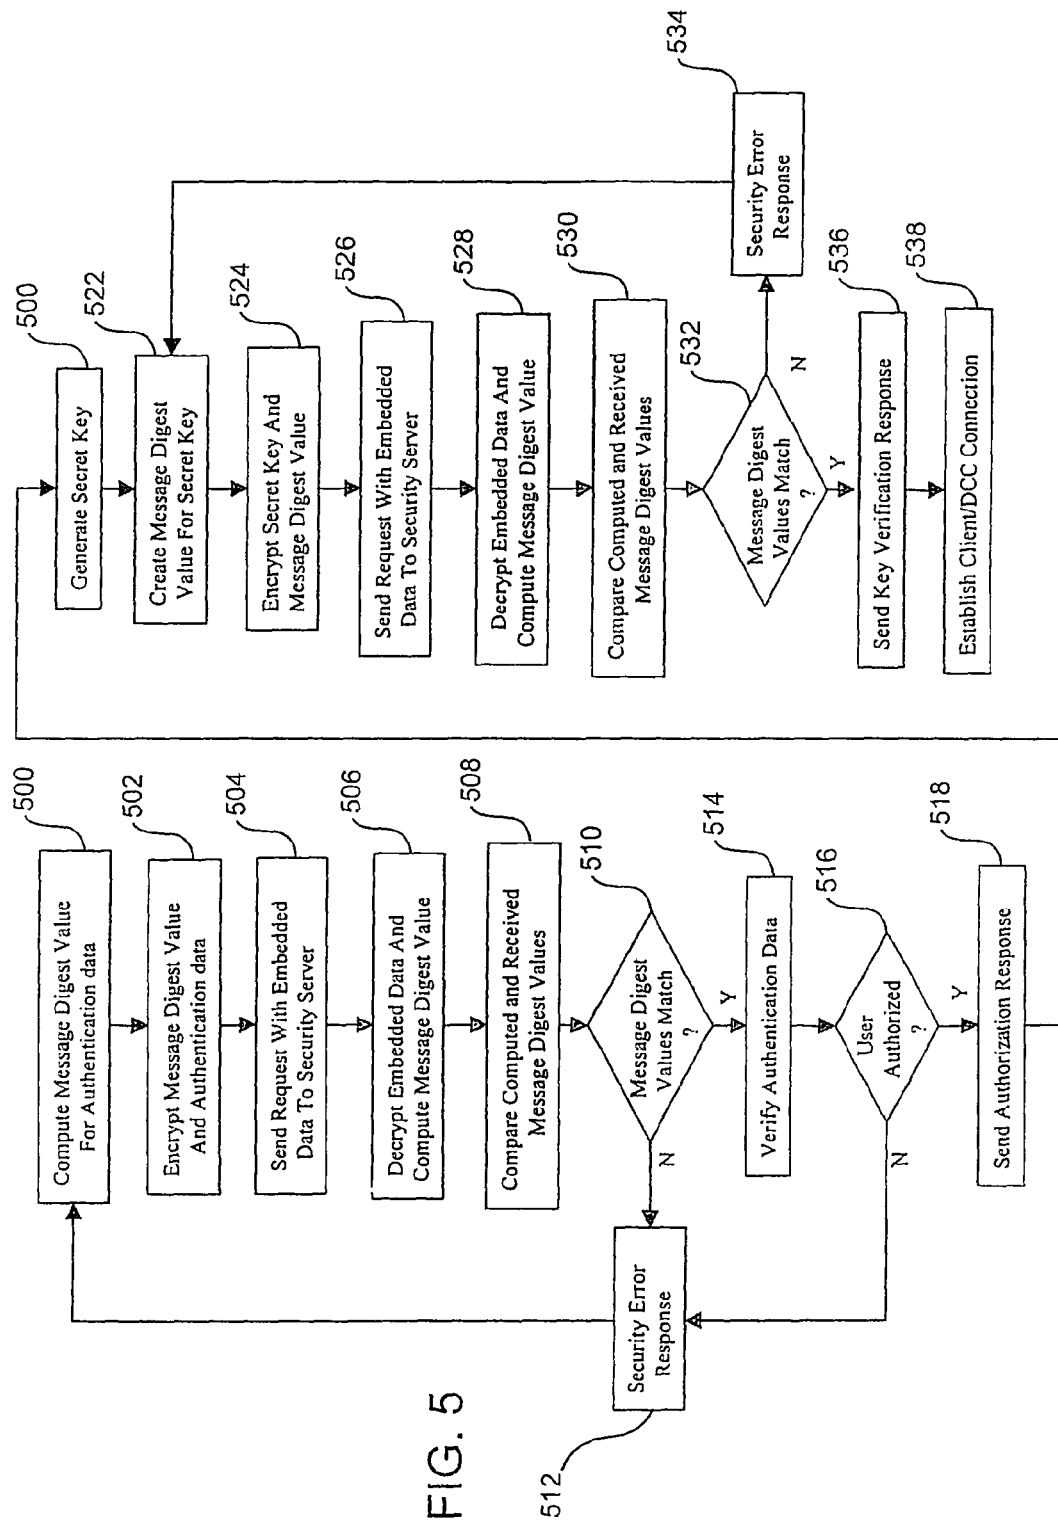 500
Compute Message Digest Value
For Authentication data
502
Encrypt Message Digest Value
And Authentication data
504
Send Request With Embedded
Data To Security Server
506
Decrypt Embedded Data And
Compute Message Digest Value
508
Compare Computed and Received
Message Digest Values
510
Message Digest
Values Match
?
N
Y
512
Security Error
Response
514
Verify Authentication Data
516
User
Authorized
?
N
Y
518
Send Authorization Response
500
Generate Secret Key
522
Create Message Digest
Value For Secret Key
524
Encrypt Secret Key And
Message Digest Value
526
Send Request With Embedded
Data To Security Server
528
Decrypt Embedded Data And
Compute Message Digest Value
530
Compare Computed and Received
Message Digest Values
532
Message Digest
Values Match
?
N
Y
534
Security Error
Response
536
Send Key Verification Response
538
Establish Client/DCC Connection
FIG. 5